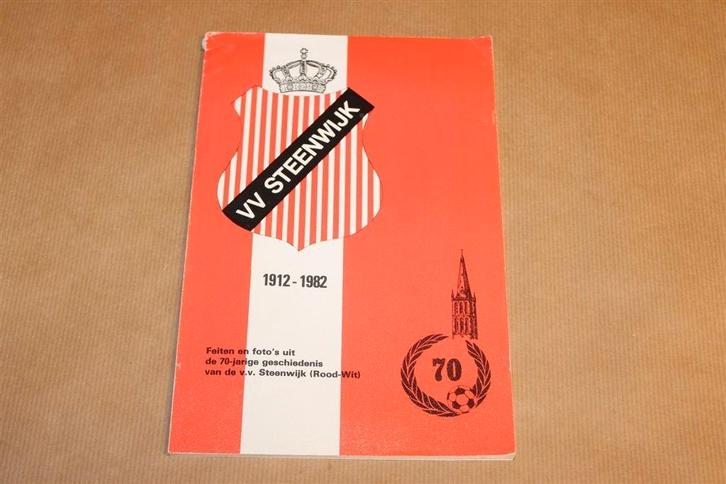 VV STEENWIJK
1912 - 1982
Feiten en foto's uit
de 70-jarige geschiedenis
van de v.v. Steenwijk (Rood-Wit)
70